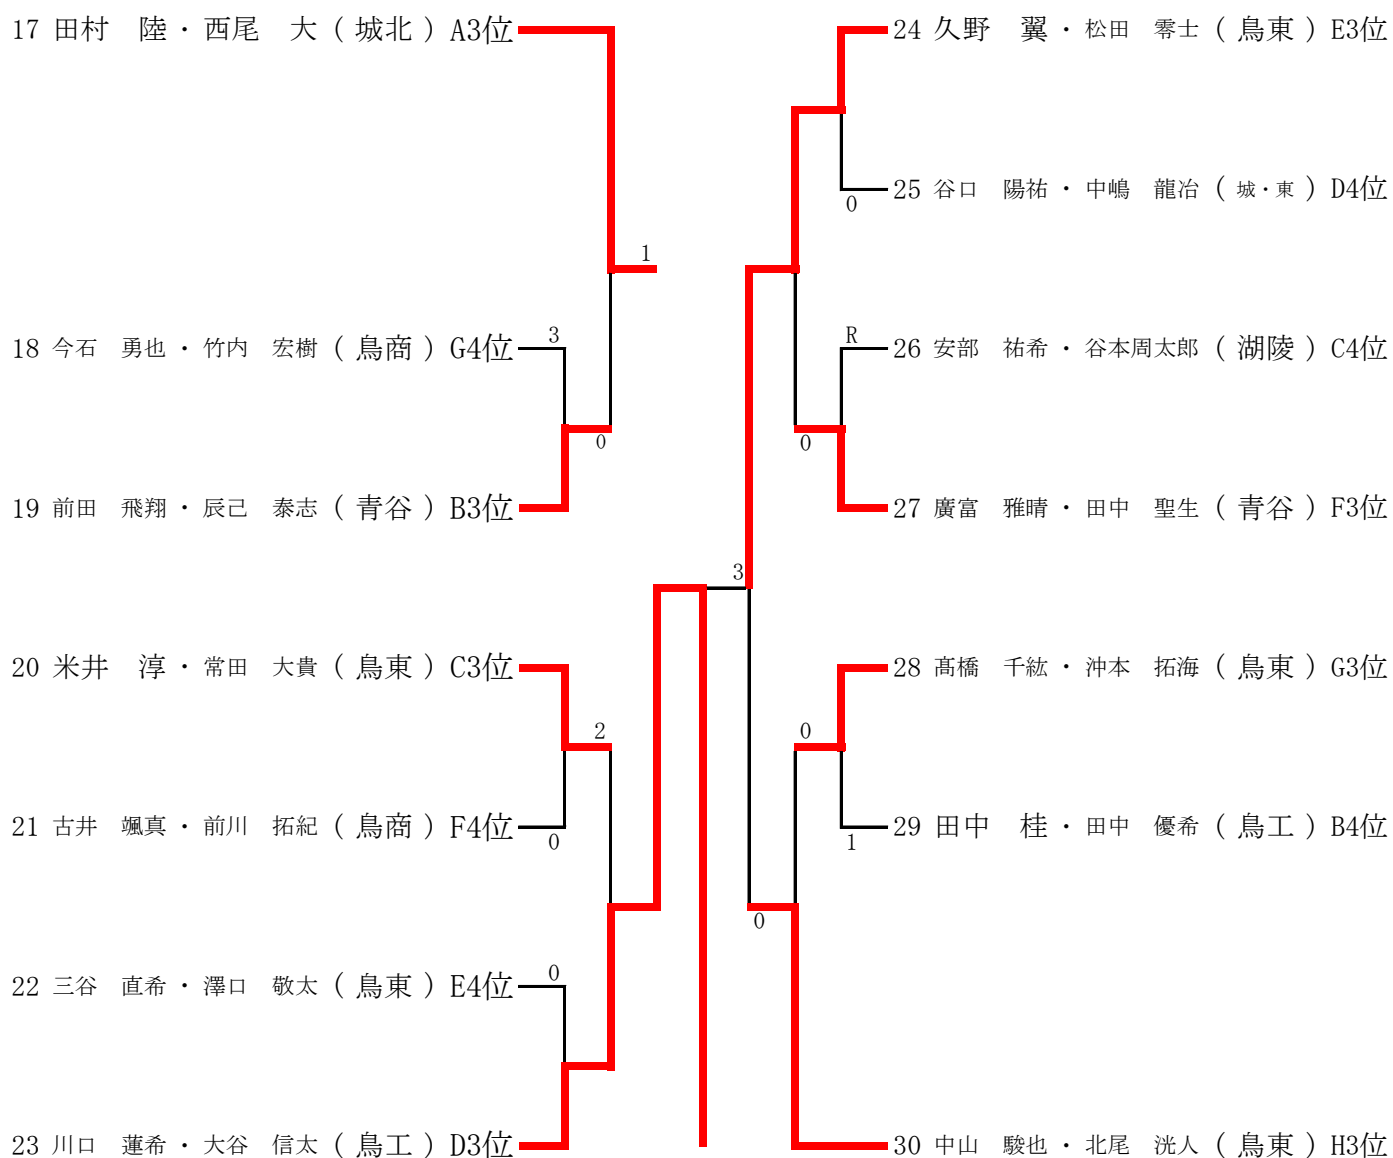 17 田村　陸・西尾　大（城北）A3位
1
18 今石　勇也・竹内　宏樹（鳥商）G4位
3
0
19 前田　飛翔・辰己　泰志（青谷）B3位
20 米井　淳・常田　大貴（鳥東）C3位
2
21 古井　颯真・前川　拓紀（鳥商）F4位
0
22 三谷　直希・澤口　敬太（鳥東）E4位
0
23 川口　蓮希・大谷　信太（鳥工）D3位
3
24 久野　翼・松田　零士（鳥東）E3位
25 谷口　陽祐・中嶋　龍冶（城・東）D4位
0
R
26 安部　祐希・谷本周太郎（湖陵）C4位
0
27 廣富　雅晴・田中　聖生（青谷）F3位
28 髙橋　千紘・沖本　拓海（鳥東）G3位
0
29 田中　桂・田中　優希（鳥工）B4位
1
0
30 中山　駿也・北尾　洸人（鳥東）H3位